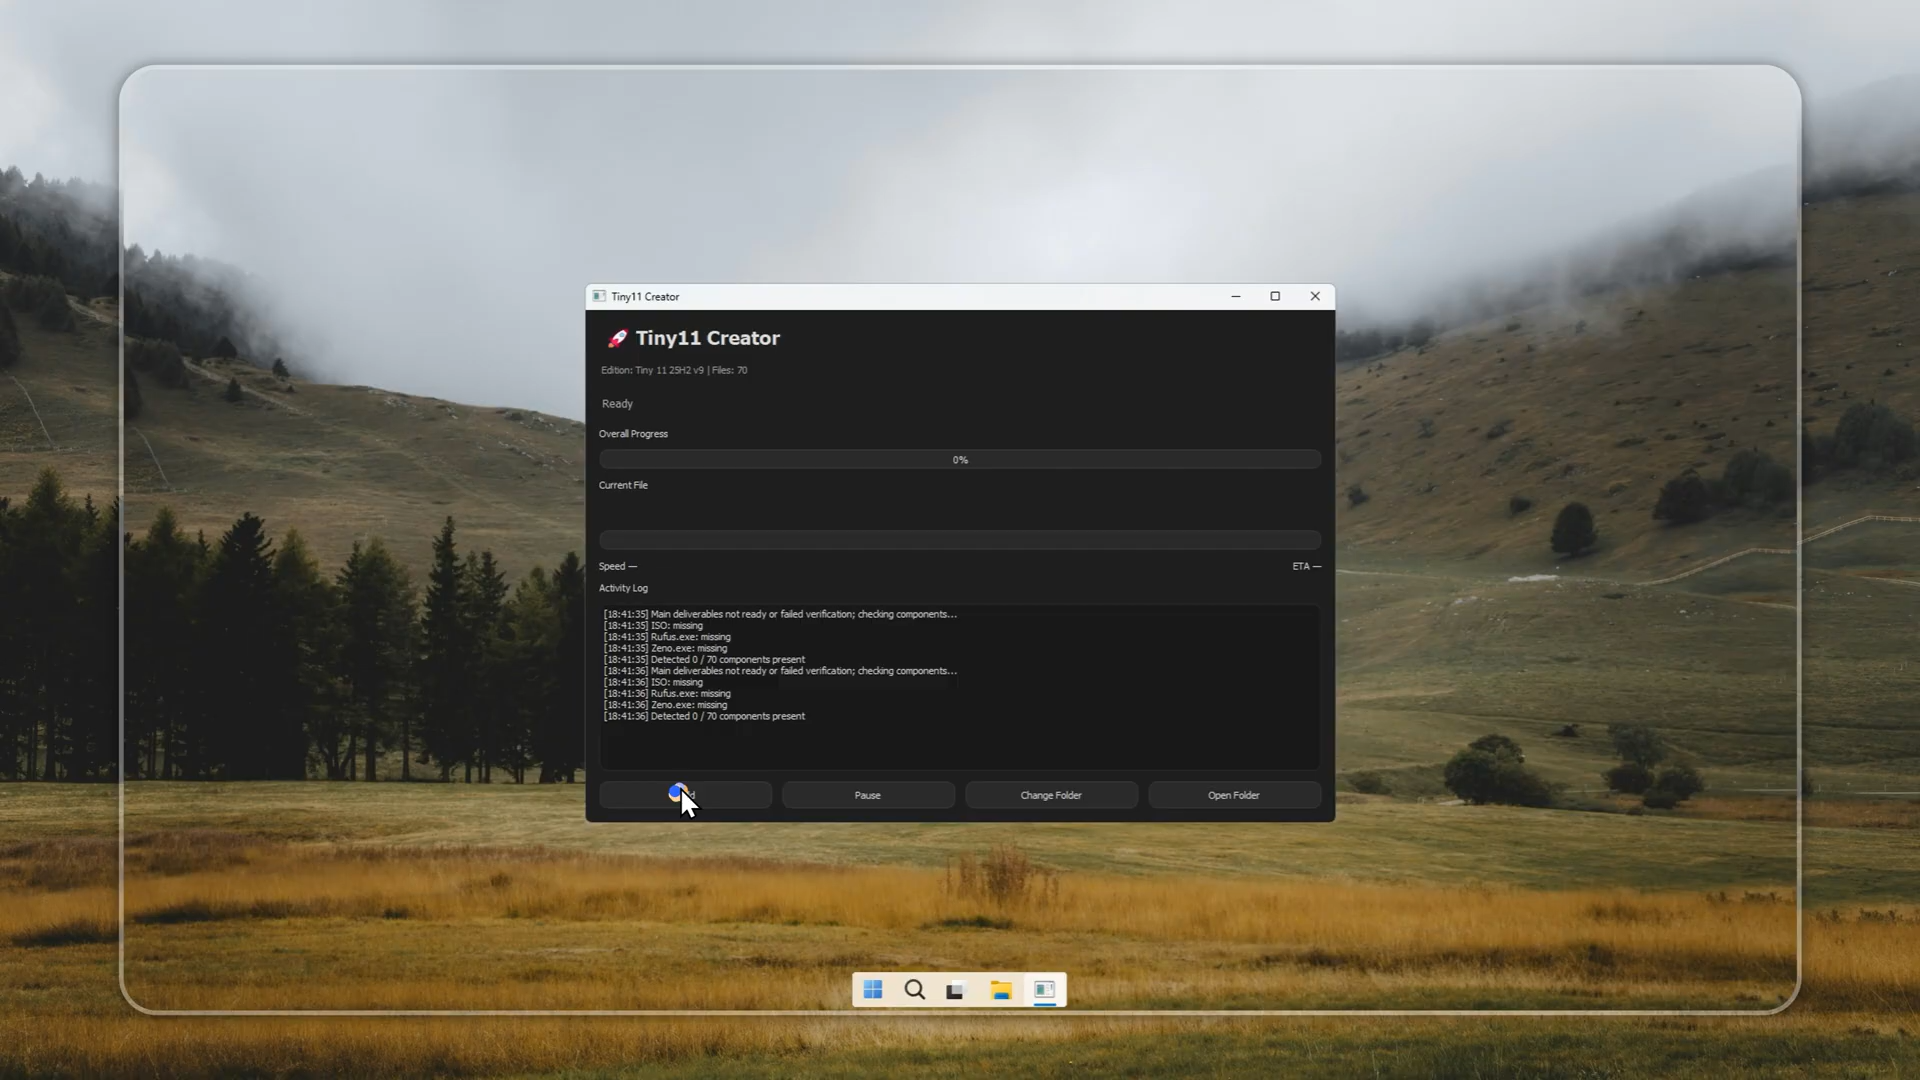 Tiny11 Creator
Tiny11 Creator
Edition: Tiny 11 25H2 v9 | Files: 70
Ready
Overall Progress
0%
Current File
Speed —
ETA —
Activity Log
[18:41:35] Main deliverables not ready or failed verification; checking components...
[18:41:35] ISO: missing
[18:41:35] Rufus.exe: missing
[18:41:35] Zeno.exe: missing
[18:41:35] Detected 0 / 70 components present
[18:41:36] Main deliverables not ready or failed verification; checking components...
[18:41:36] ISO: missing
[18:41:36] Rufus.exe: missing
[18:41:36] Zeno.exe: missing
[18:41:36] Detected 0 / 70 components present
Pause
Change Folder
Open Folder